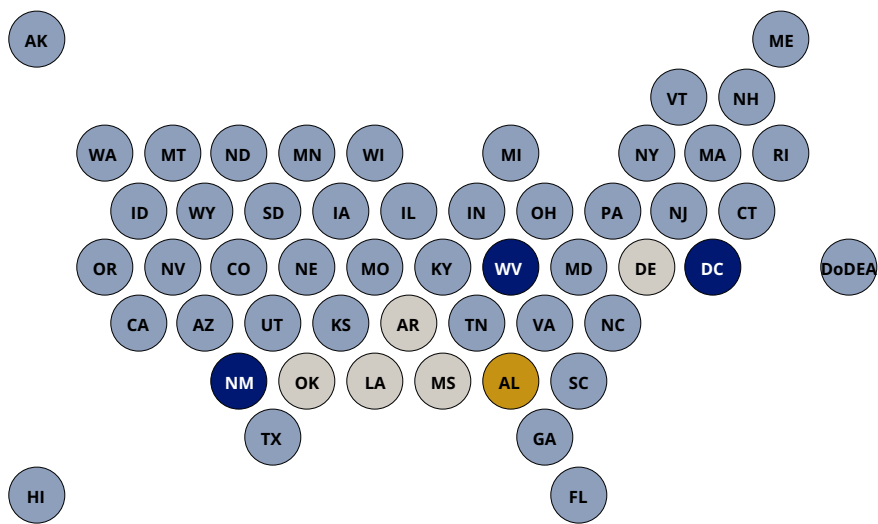 AK ME
VT NH
WA MT ND MN WI MI NY MA RI
ID WY SD IA IL IN OH PA NJ CT
OR NV CO NE MO KY WV MD DE DC DoDEA
CA AZ UT KS AR TN VA NC
NM OK LA MS AL SC
TX GA
HI FL